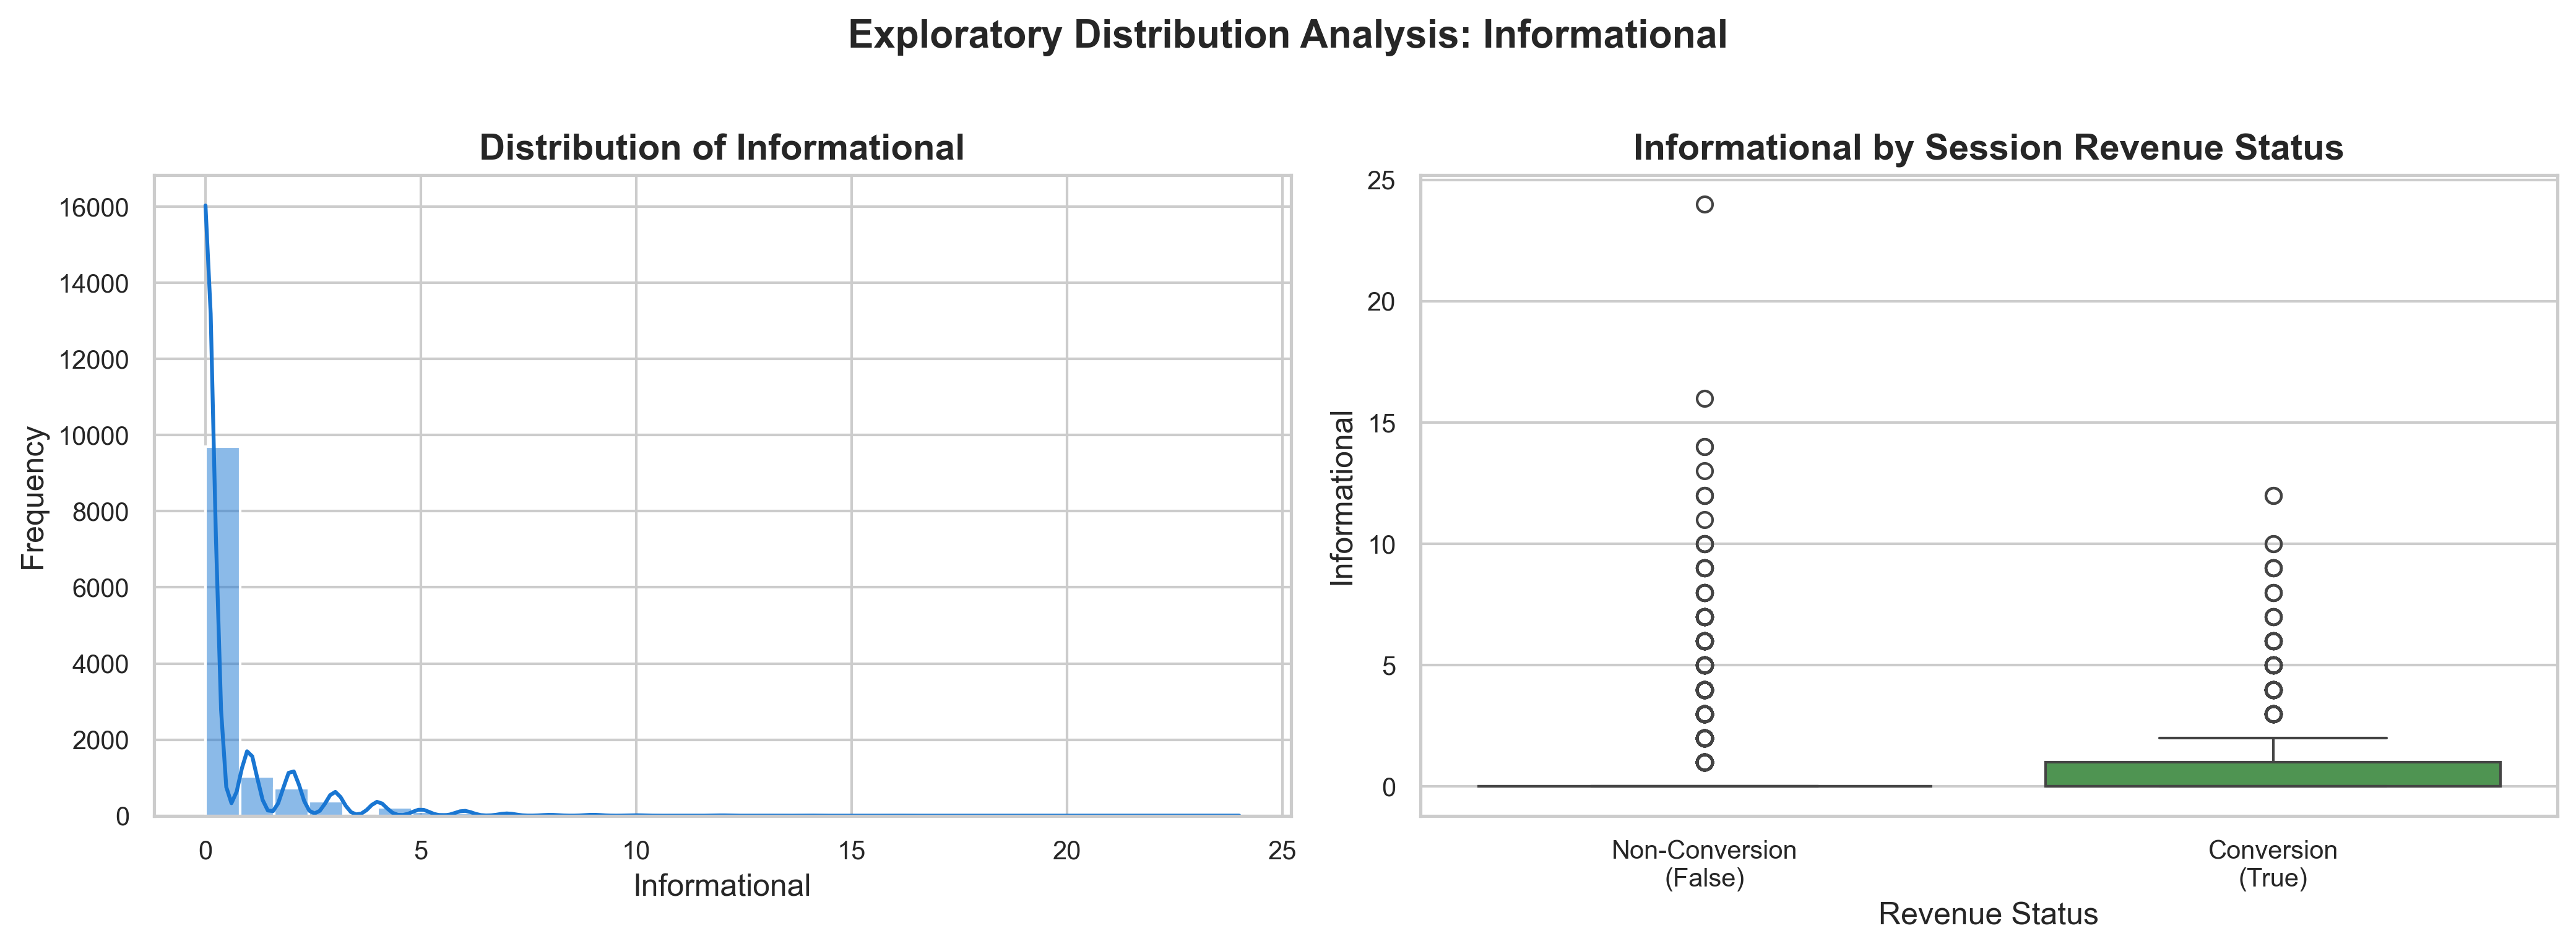 Exploratory Distribution Analysis: Informational
Distribution of Informational
16000
14000
12000
10000
8000
6000
4000
2000
0
Frequency
0 5 10 15 20 25
Informational
Informational by Session Revenue Status
25
20
15
10
5
0
Informational
Non-Conversion
(False)
Conversion
(True)
Revenue Status